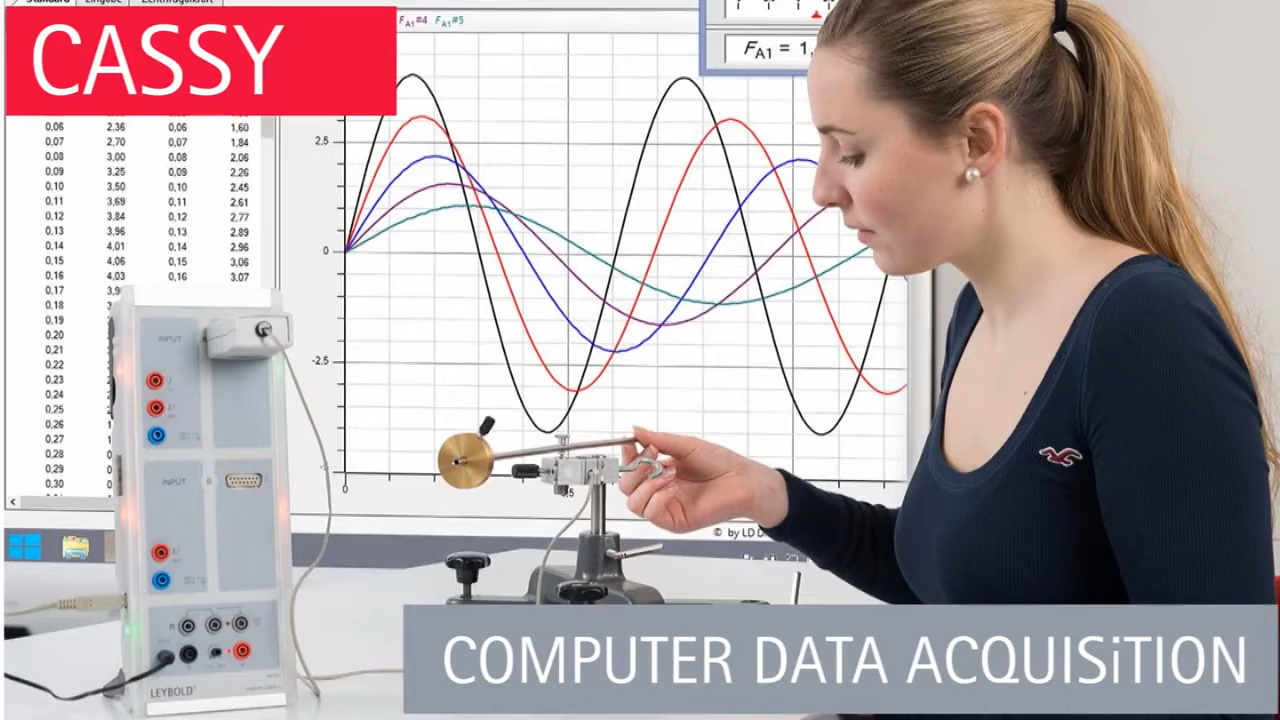 Standard Eingabe Zentrifugalkraft
CASSY
FA1#4 FA1#5
FA1 = 1,
0,06 2,36 0,06 1,60
0,07 2,70 0,07 1,84
0,08 3,00 0,08 2,06
0,09 3,25 0,09 2,26
0,10 3,50 0,10 2,45
0,11 3,69 0,11 2,61
0,12 3,84 0,12 2,77
0,13 3,96 0,13 2,89
0,14 4,01 0,14 2,96
0,15 4,06 0,15 3,06
0,16 4,03 0,16 3,07
0,17
0,18
0,19
0,20
0,21
0,22
0,23
0,24
0,25
0,26
0,27
0,28
0,29
0,30
2.5
0
-2.5
0
INPUT
INPUT B
R
LEYBOLD
© by LD D
COMPUTER DATA ACQUISiTION